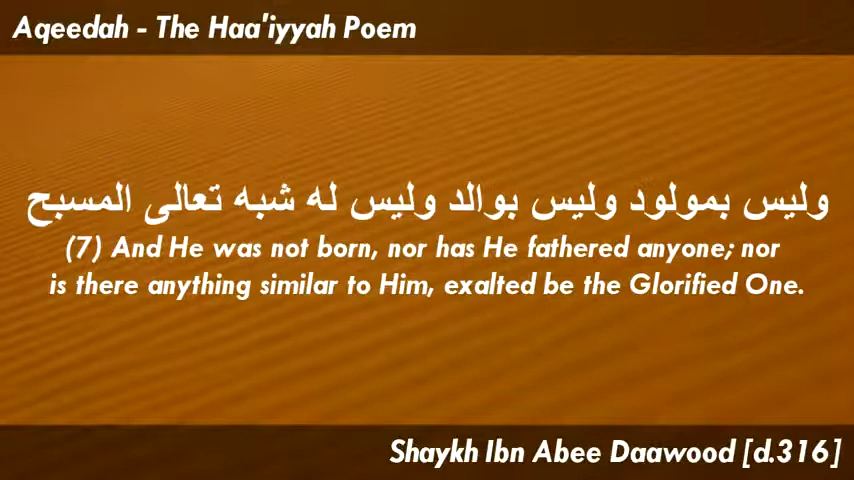 Aqeedah - The Haa'iyyah Poem
وليس بمولود وليس بوالد وليس له شبه تعالى المسبح
(7) And He was not born, nor has He fathered anyone; nor
is there anything similar to Him, exalted be the Glorified One.
Shaykh Ibn Abee Daawood [d.316]